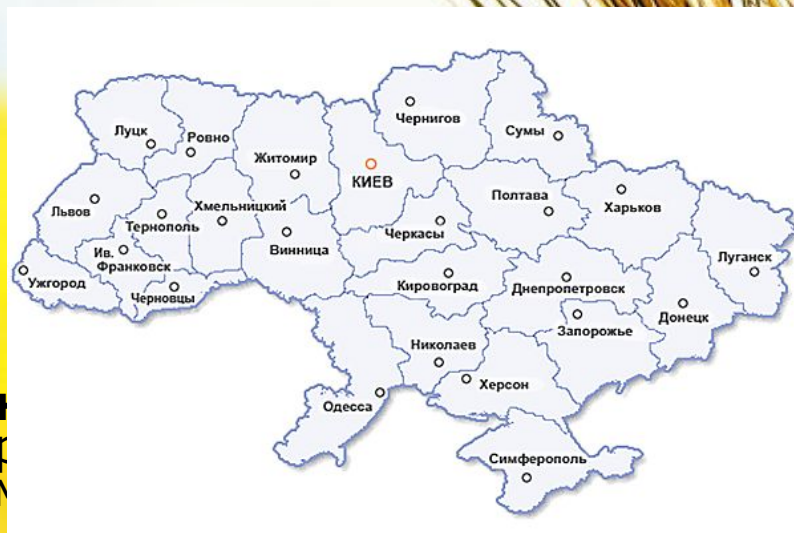 Чернигов
Сумы
Луцк
Ровно
Житомир
КИЕВ
Полтава
Харьков
Львов
Тернополь
Хмельницкий
Черкасы
Винница
Ив.
Франковск
Луганск
Ужгород
Черновцы
Кировоград
Днепропетровск
Донецк
Запорожье
Николаев
Херсон
Одесса
Симферополь